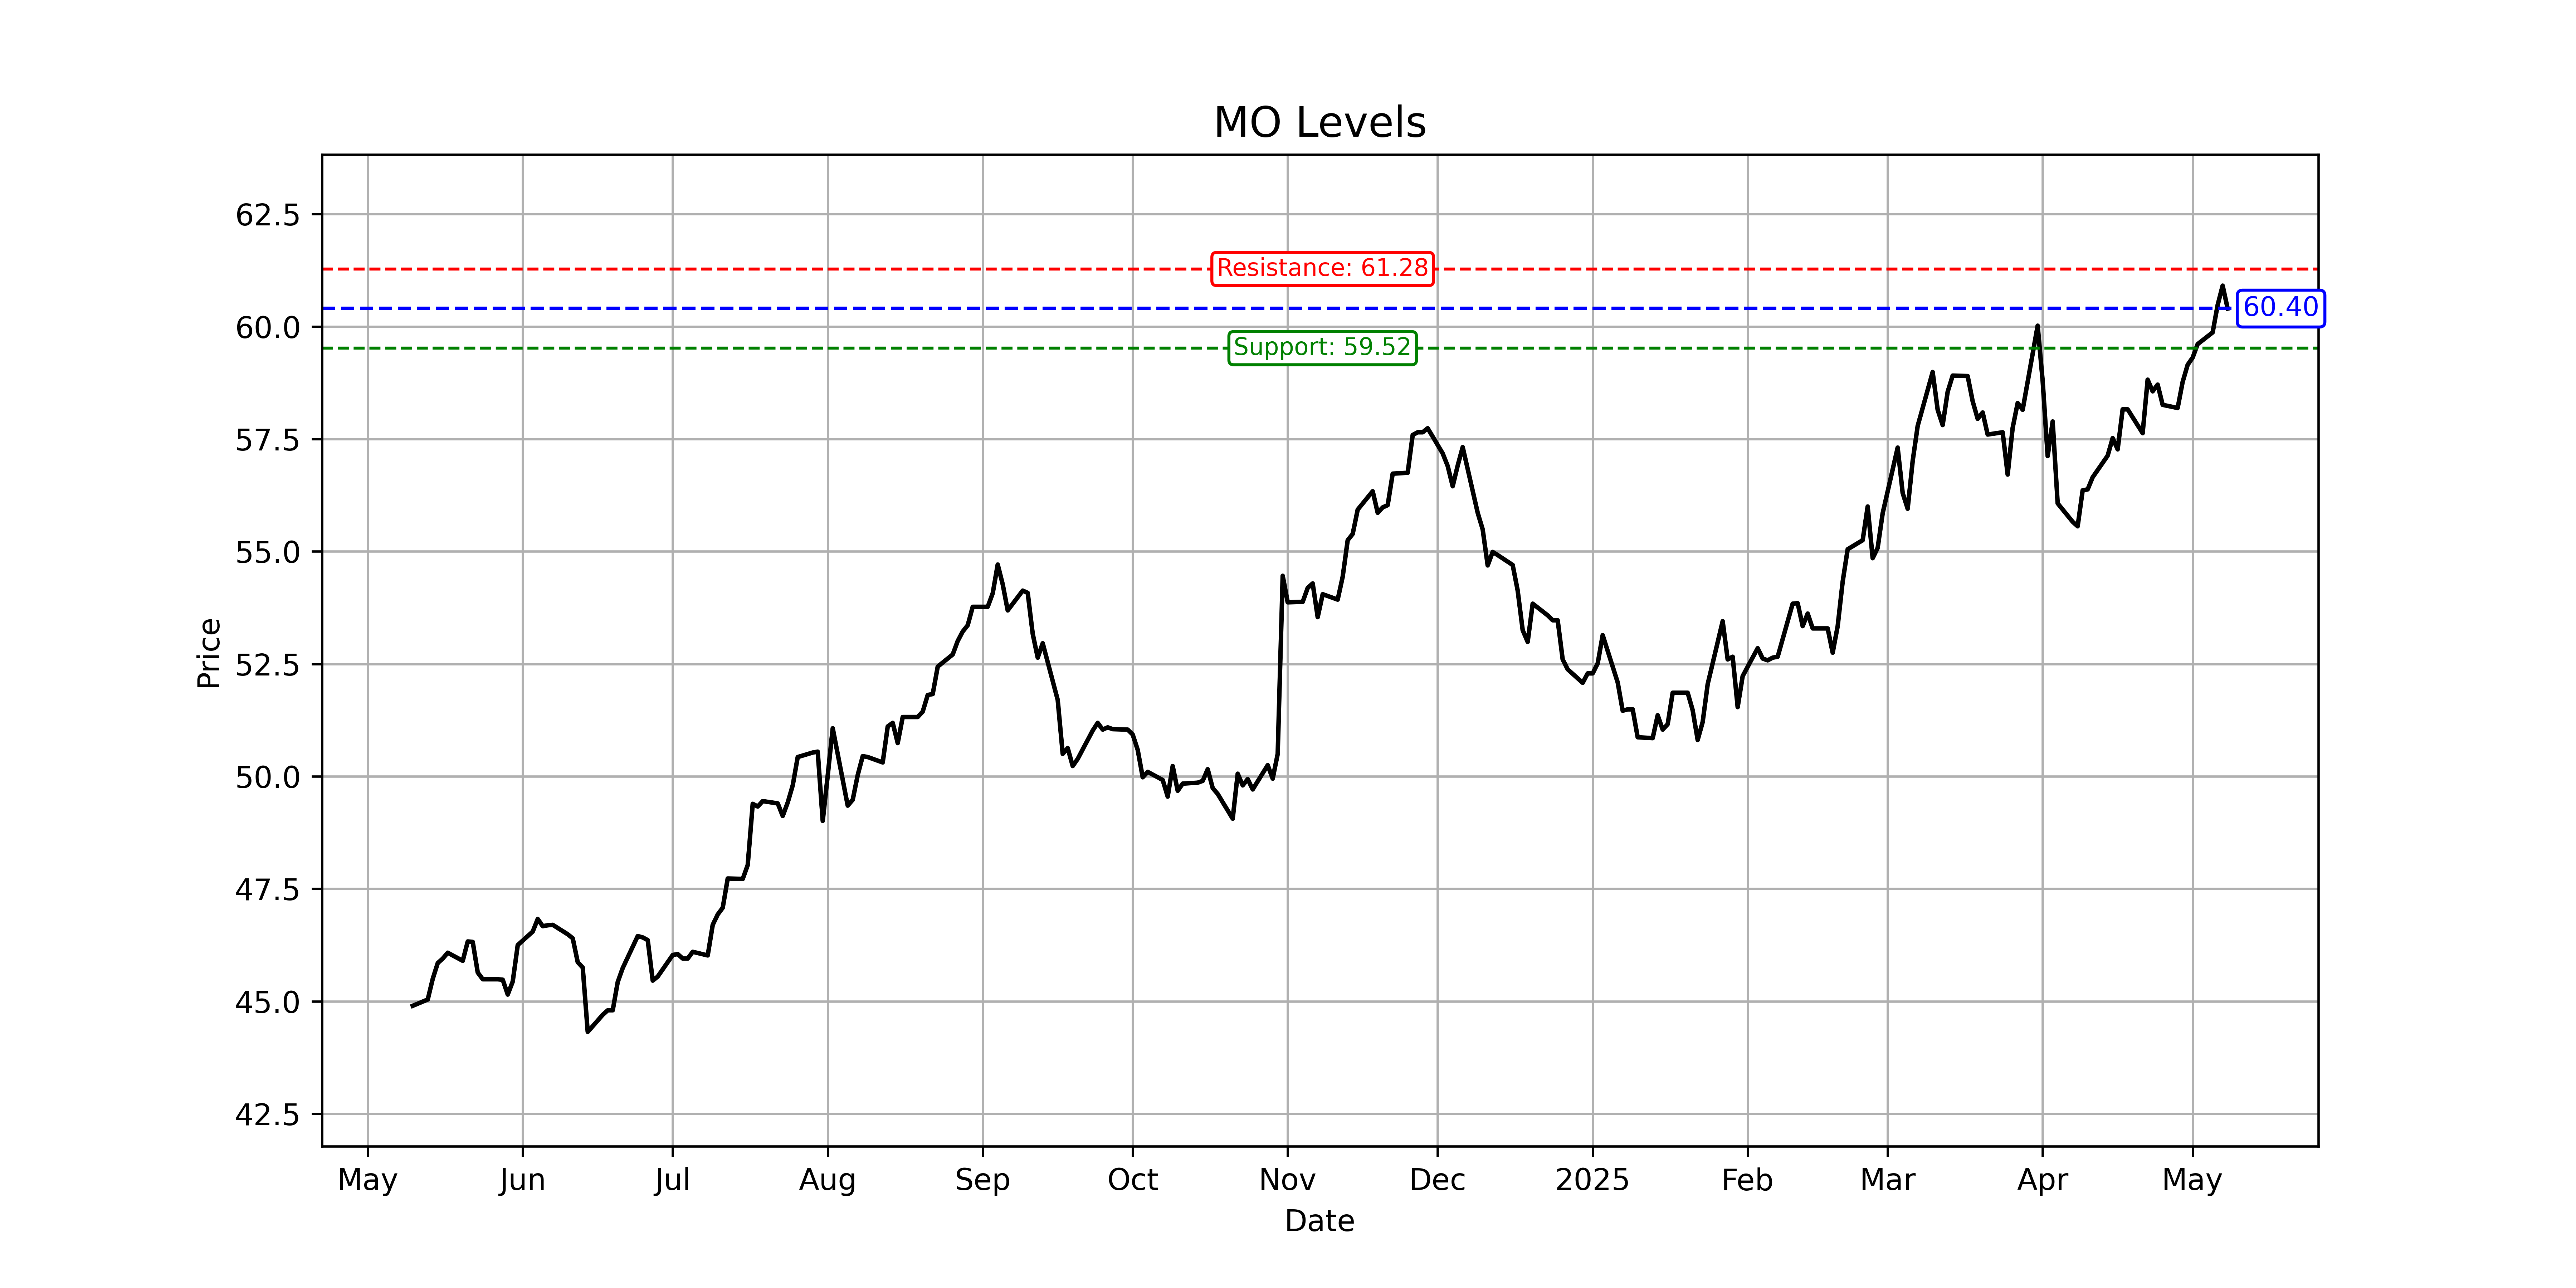 MO Levels
62.5
60.0
57.5
55.0
52.5
50.0
47.5
45.0
42.5
Price
Resistance: 61.28
60.40
Support: 59.52
May Jun Jul Aug Sep Oct Nov Dec 2025 Feb Mar Apr May
Date